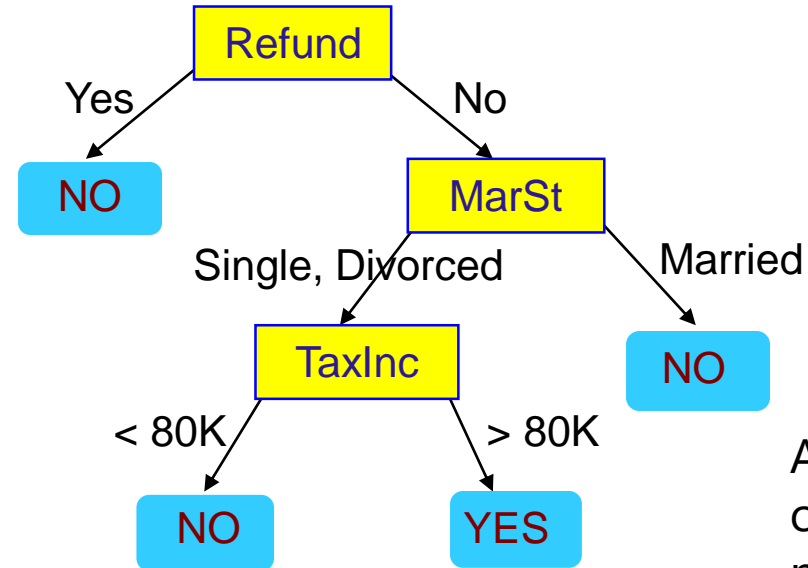 Refund
Yes
No
NO
MarSt
Single, Divorced
Married
TaxInc
NO
< 80K
> 80K
NO
YES